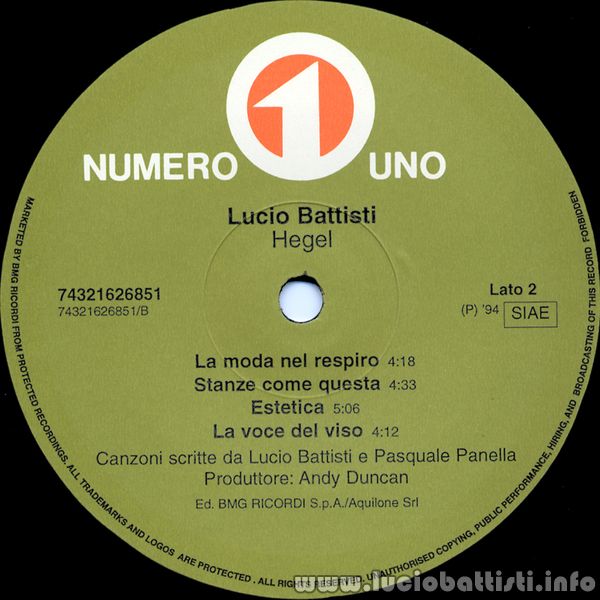 1
NUMERO UNO
Lucio Battisti
Hegel
74321626851
74321626851/B
Lato 2
(P) '94 SIAE
La moda nel respiro 4:18
Stanze come questa 4:33
Estetica 5:06
La voce del viso 4:12
Canzoni scritte da Lucio Battisti e Pasquale Panella
Produttore: Andy Duncan
Ed. BMG RICORDI S.p.A./Aquilone Srl
MARKETED BY BMG RICORDI FROM PROTECTED RECORDINGS. ALL TRADEMARKS AND LOGOS ARE PROTECTED . ALL RIGHTS RESERVED. UNAUTHORISED COPYING, PUBLIC PERFORMANCE, HIRING, AND BROADCASTING OF THIS RECORD FORBIDDEN
www.luciobattisti.info